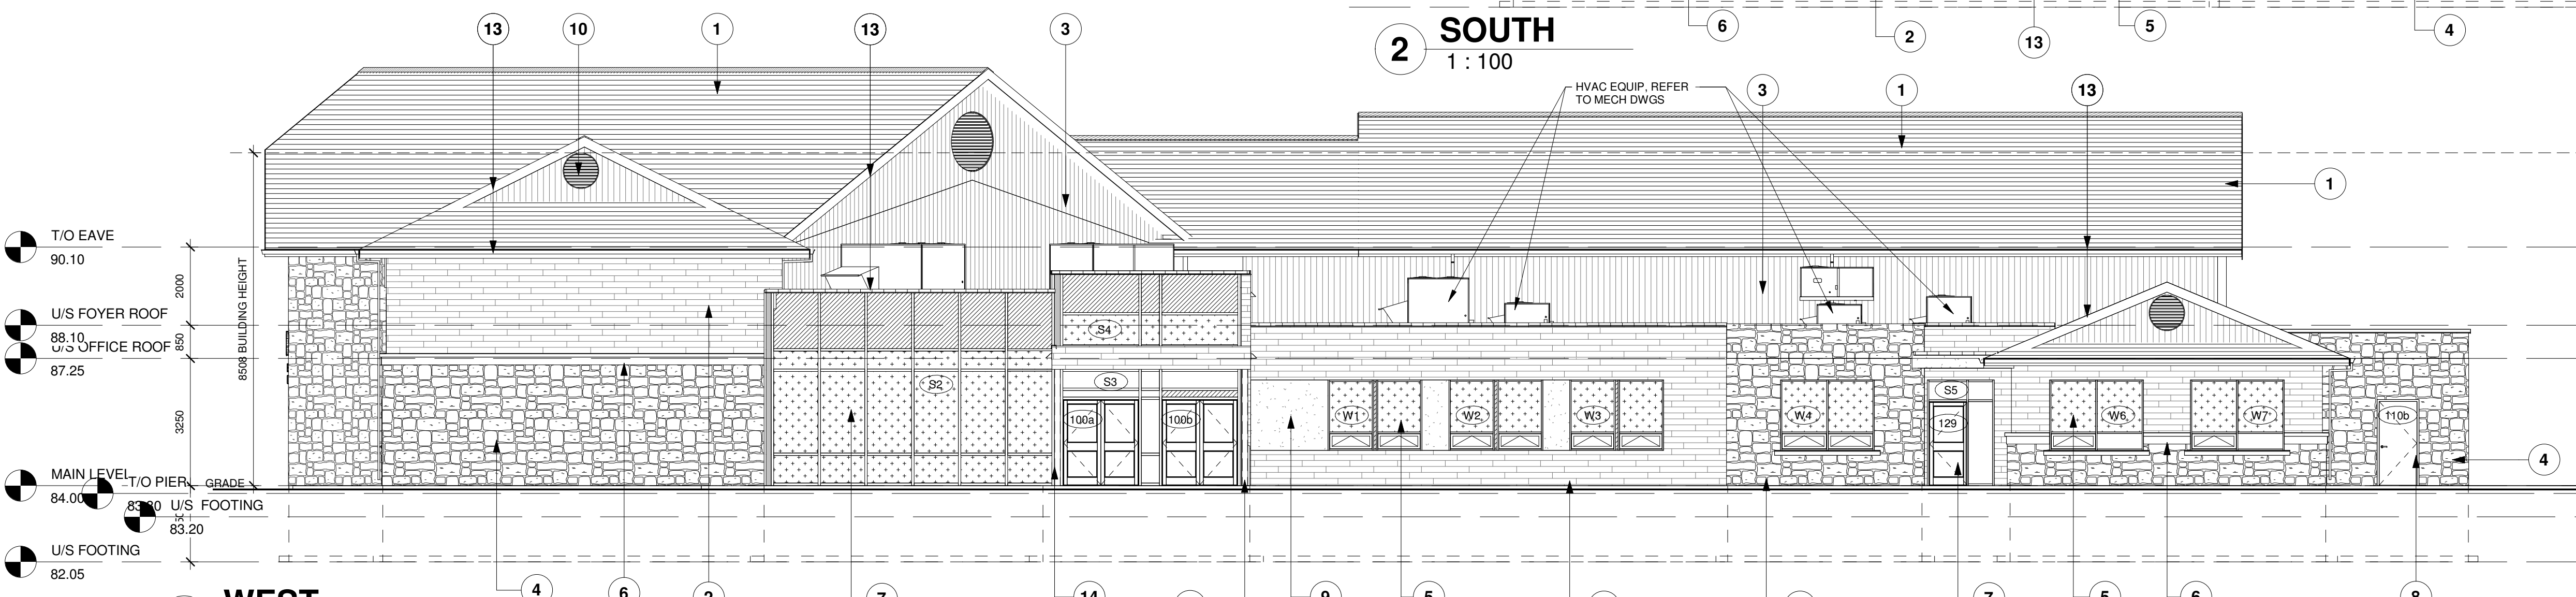 6
2
13
5
4
2
SOUTH
1 : 100
13
10
1
13
3
HVAC EQUIP, REFER
TO MECH DWGS
3
1
13
1
T/O EAVE
90.10
2000
8508 BUILDING HEIGHT
U/S FOYER ROOF
88.10
850
U/S OFFICE ROOF
87.25
3250
S4
S2
S3
100a
100b
W1
W2
W3
W4
S5
129
W6
W7
110b
4
MAIN LEVEL
84.00
T/O PIER
GRADE
U/S FOOTING
83.20
U/S FOOTING
82.05
WEST
4
6
2
7
14
9
5
7
5
6
8